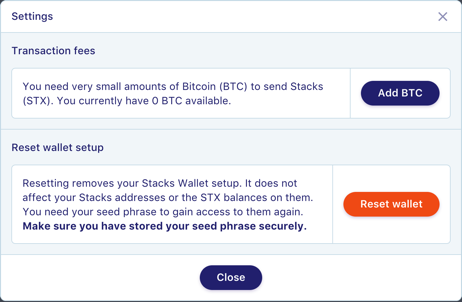 Settings
Transaction fees
You need very small amounts of Bitcoin (BTC) to send Stacks
(STX). You currently have 0 BTC available.
Add BTC
Reset wallet setup
Resetting removes your Stacks Wallet setup. It does not
affect your Stacks addresses or the STX balances on them.
You need your seed phrase to gain access to them again.
Make sure you have stored your seed phrase securely.
Reset wallet
Close